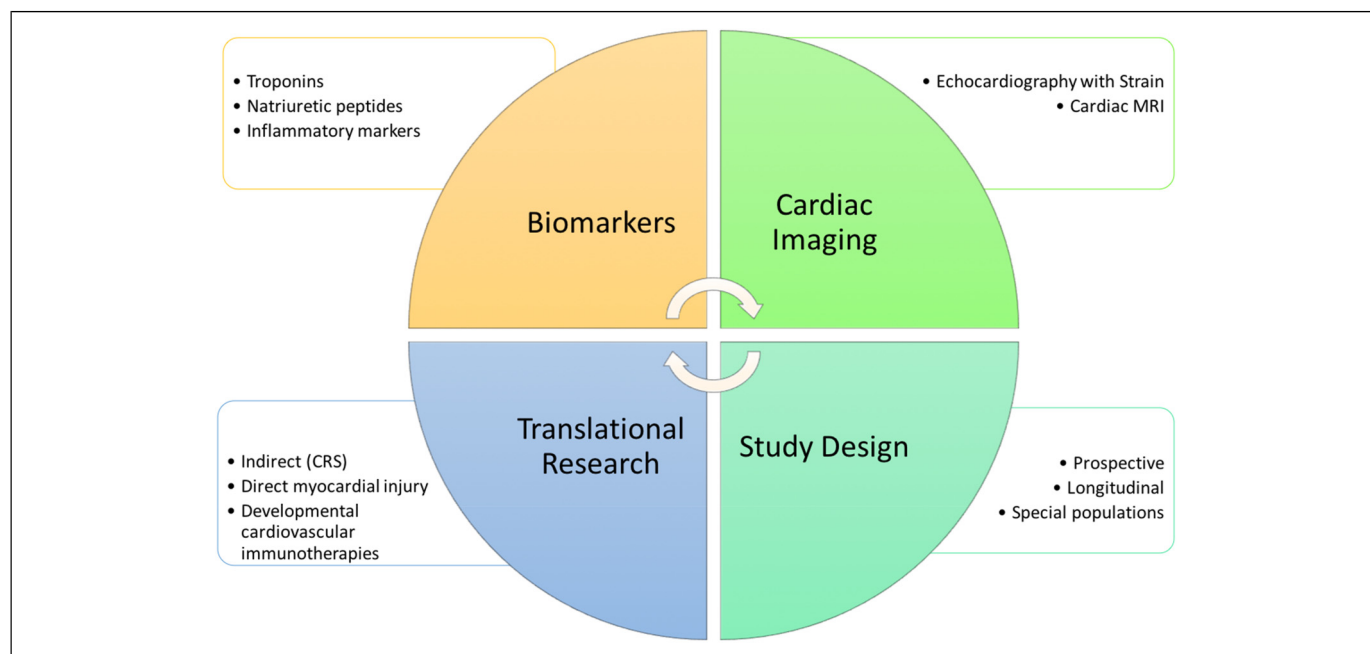 • Troponins
• Natriuretic peptides
• Inflammatory markers
• Echocardiography with Strain
• Cardiac MRI
Biomarkers
Cardiac
Imaging
Translational
Research
Study Design
• Indirect (CRS)
• Direct myocardial injury
• Developmental
cardiovascular
immunotherapies
• Prospective
• Longitudinal
• Special populations